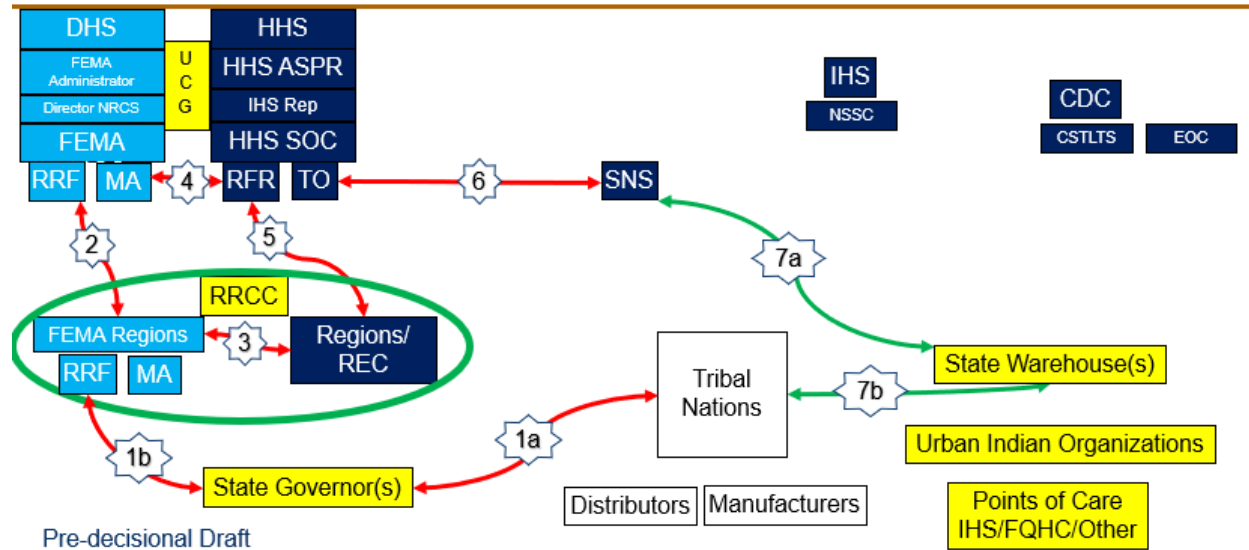 DHS
HHS
U
C
G
FEMA
Administrator
HHS ASPR
Director NRCS
IHS Rep
FEMA
HHS SOC
RRF
MA
4
RFR
TO
6
SNS
IHS
NSSC
CDC
CSTLTS
EOC
2
5
7a
RRCC
FEMA Regions
3
Regions/
REC
RRF
MA
Tribal
Nations
7b
State Warehouse(s)
1b
1a
State Governor(s)
Urban Indian Organizations
Distributors
Manufacturers
Points of Care
IHS/FQHC/Other
Pre-decisional Draft